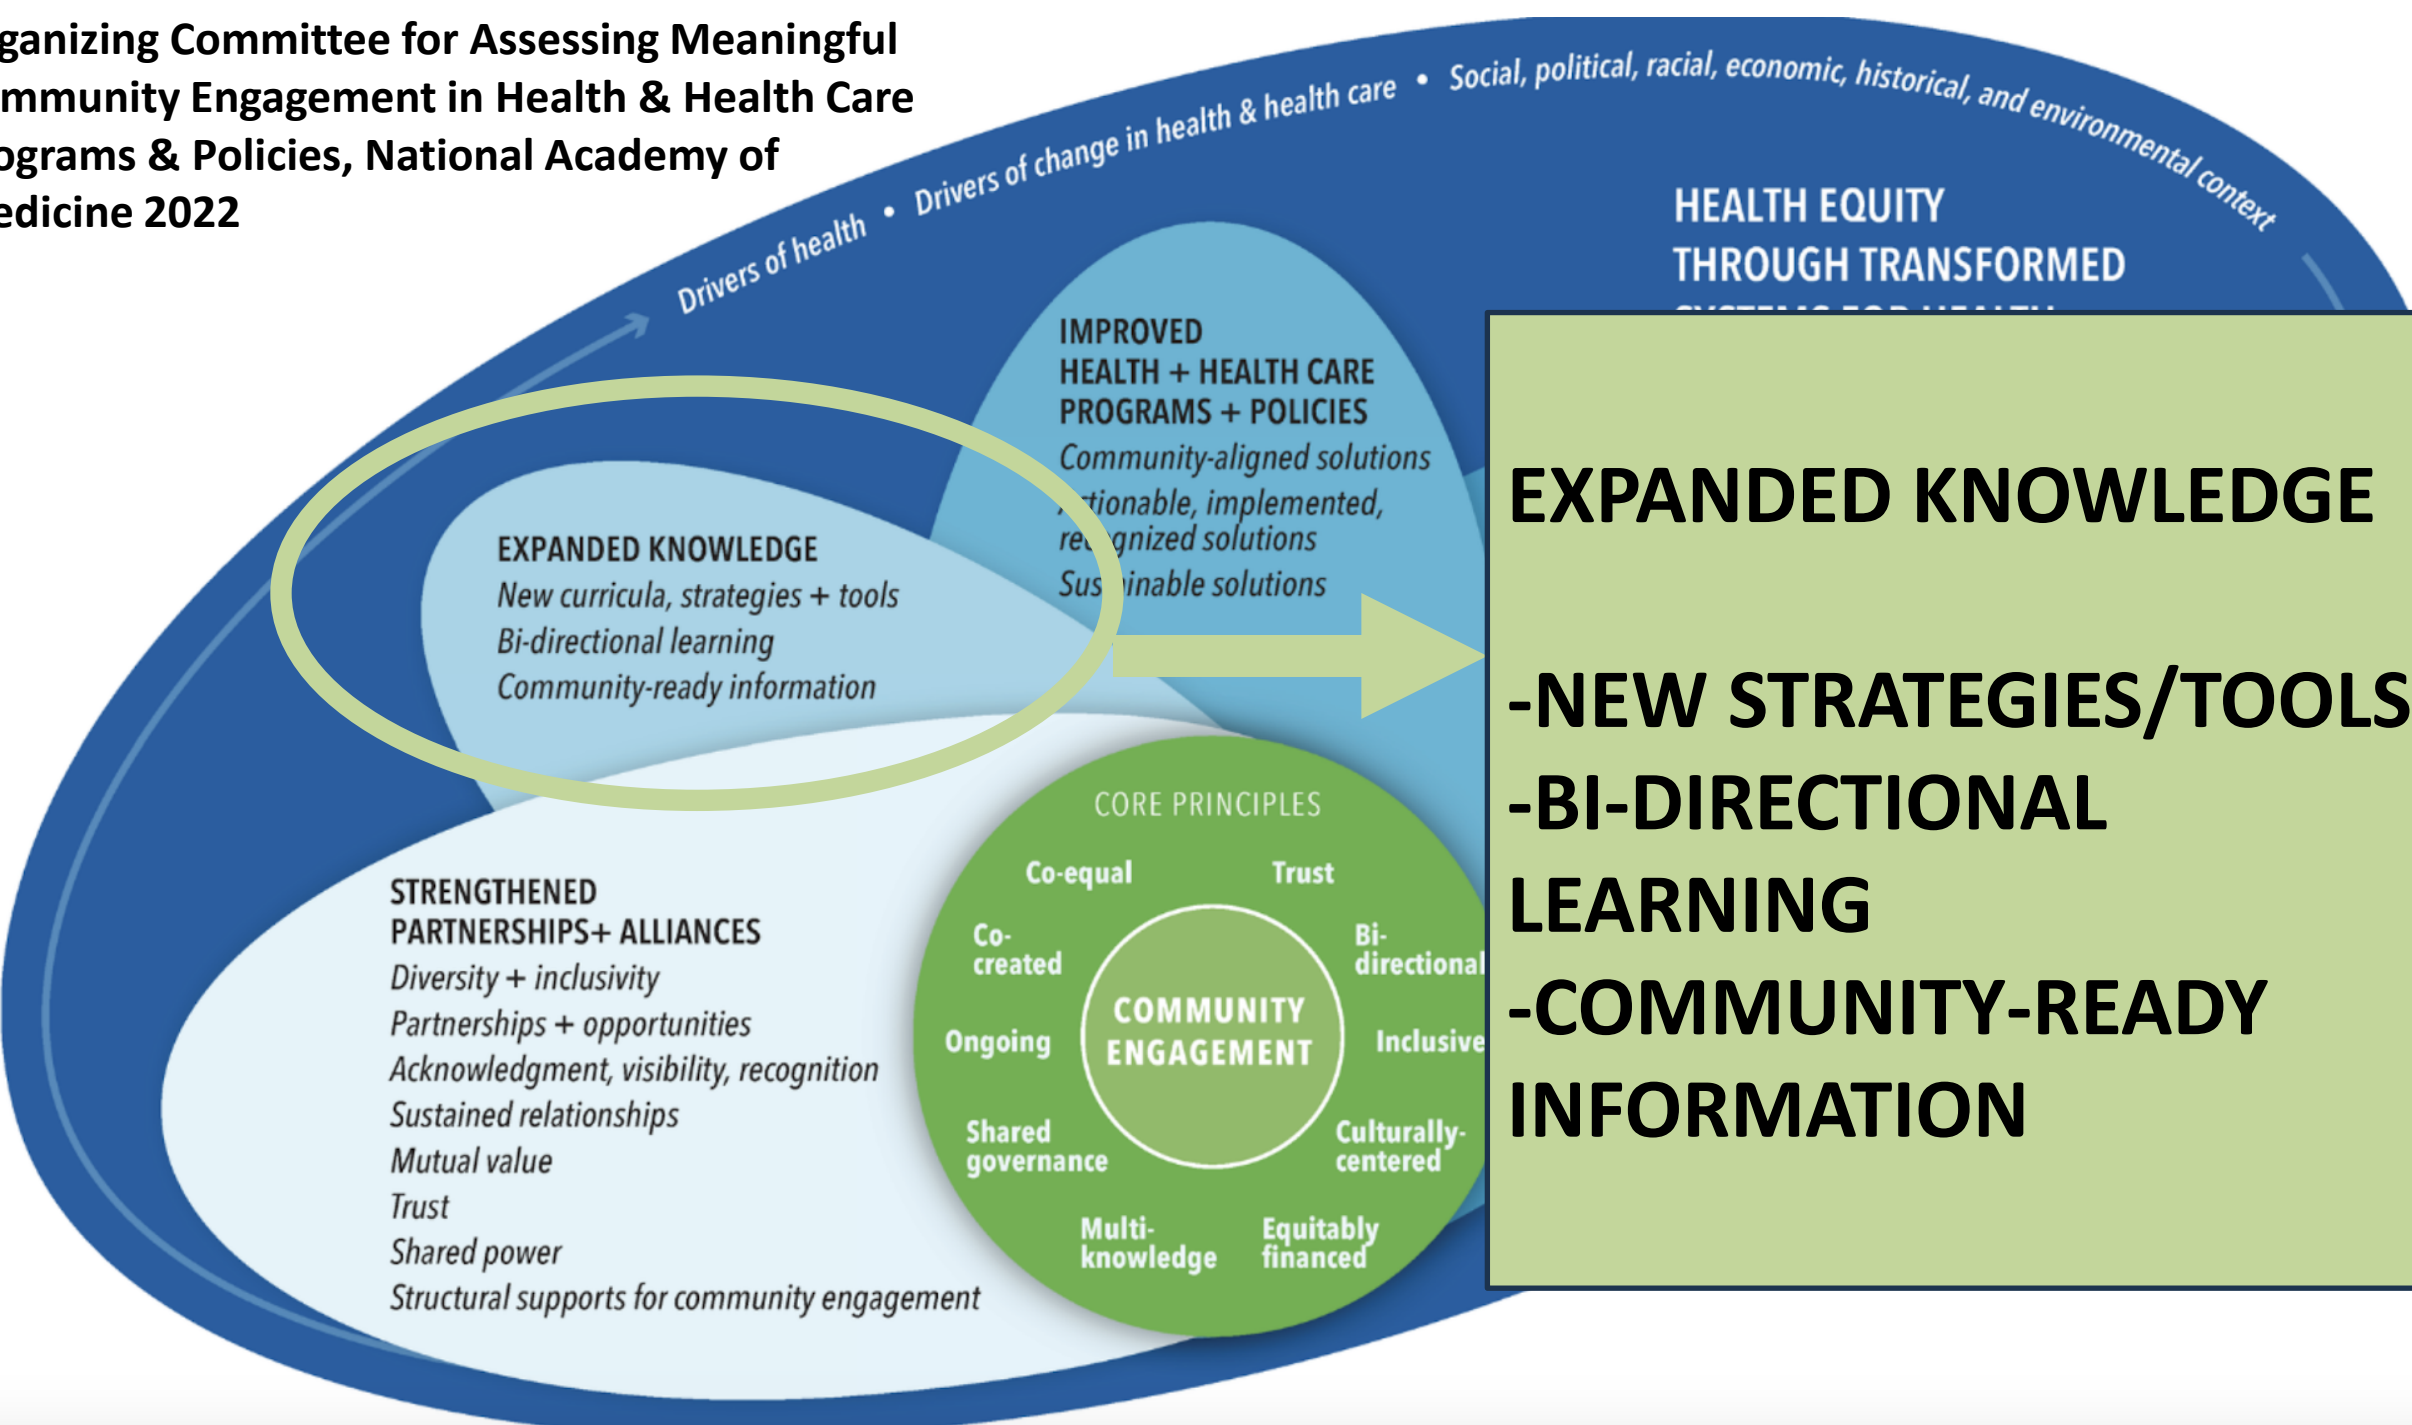 ganizing Committee for Assessing Meaningful
mmunity Engagement in Health & Health Care
ograms & Policies, National Academy of
edicine 2022
Drivers of health • Drivers of change in health & health care • Social, political, racial, economic, historical, and environmental context
HEALTH EQUITY
THROUGH TRANSFORMED
SYSTEMS FOR HEALTH
IMPROVED
HEALTH + HEALTH CARE
PROGRAMS + POLICIES
Community-aligned solutions
Actionable, implemented,
recognized solutions
Sustainable solutions
EXPANDED KNOWLEDGE
New curricula, strategies + tools
Bi-directional learning
Community-ready information
EXPANDED KNOWLEDGE
-NEW STRATEGIES/TOOLS
-BI-DIRECTIONAL
LEARNING
-COMMUNITY-READY
INFORMATION
STRENGTHENED
PARTNERSHIPS+ ALLIANCES
Diversity + inclusivity
Partnerships + opportunities
Acknowledgment, visibility, recognition
Sustained relationships
Mutual value
Trust
Shared power
Structural supports for community engagement
CORE PRINCIPLES
Co-equal
Trust
Co-
created
Bi-
directional
Ongoing
Inclusive
Shared
governance
Culturally-
centered
Multi-
knowledge
Equitably
financed
COMMUNITY
ENGAGEMENT